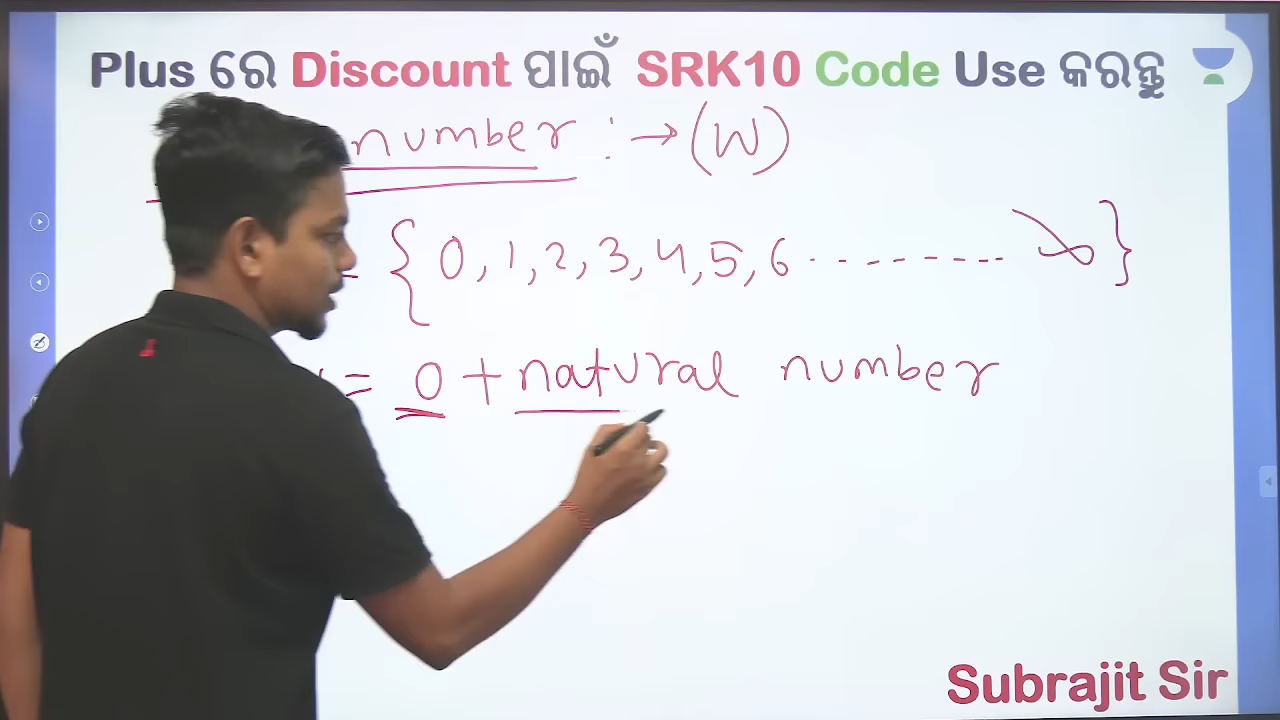 Plus ରେ Discount ପାଇଁ SRK10 Code Use କରନ୍ତୁ
number :→ (W)
= { 0, 1, 2, 3, 4, 5, 6 --------- ∞ }
= 0 + natural number
Subrajit Sir